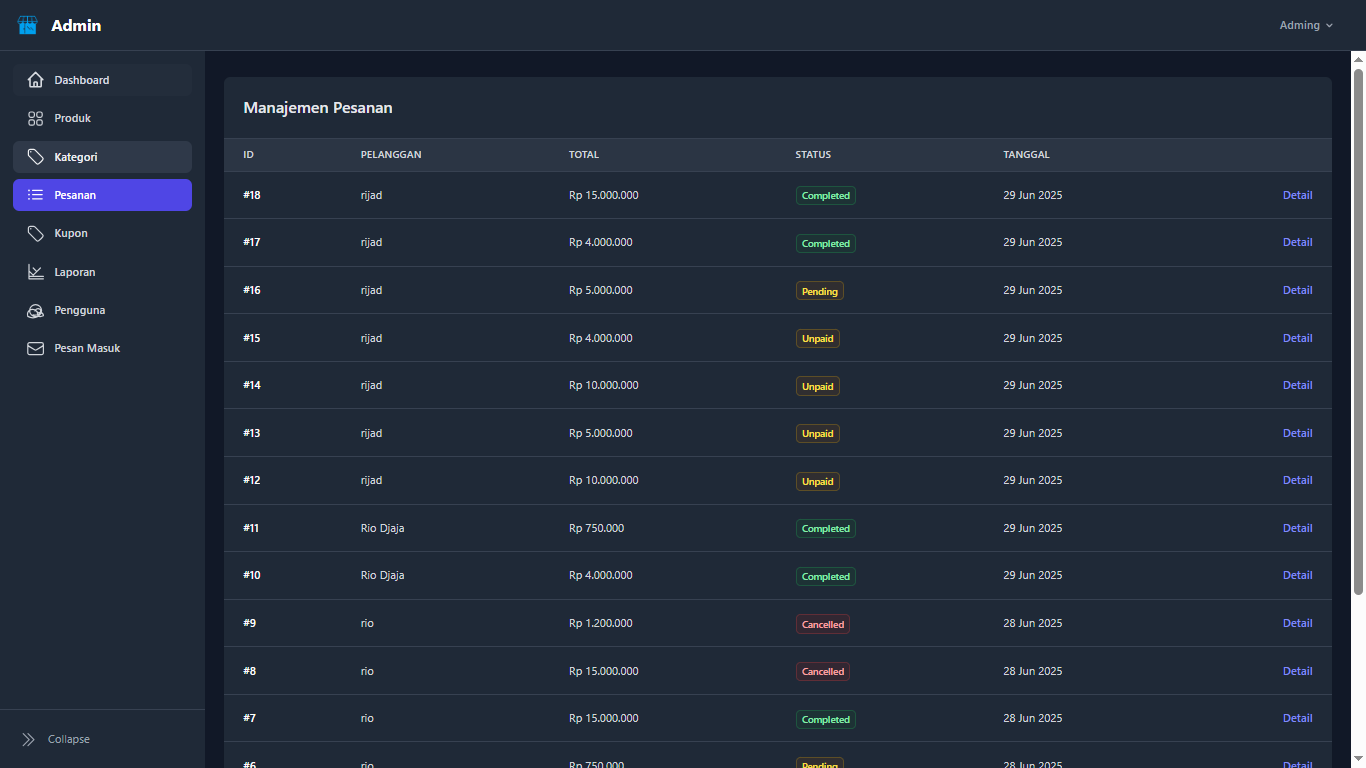 Admin
Adming
Dashboard
Produk
Kategori
Pesanan
Kupon
Laporan
Pengguna
Pesan Masuk
Collapse
Manajemen Pesanan
ID PELANGGAN TOTAL STATUS TANGGAL
#18 rijad Rp 15.000.000 Completed 29 Jun 2025 Detail
#17 rijad Rp 4.000.000 Completed 29 Jun 2025 Detail
#16 rijad Rp 5.000.000 Pending 29 Jun 2025 Detail
#15 rijad Rp 4.000.000 Unpaid 29 Jun 2025 Detail
#14 rijad Rp 10.000.000 Unpaid 29 Jun 2025 Detail
#13 rijad Rp 5.000.000 Unpaid 29 Jun 2025 Detail
#12 rijad Rp 10.000.000 Unpaid 29 Jun 2025 Detail
#11 Rio Djaja Rp 750.000 Completed 29 Jun 2025 Detail
#10 Rio Djaja Rp 4.000.000 Completed 29 Jun 2025 Detail
#9 rio Rp 1.200.000 Cancelled 28 Jun 2025 Detail
#8 rio Rp 15.000.000 Cancelled 28 Jun 2025 Detail
#7 rio Rp 15.000.000 Completed 28 Jun 2025 Detail
#6 rio Rp 750.000 Pending 28 Jun 2025 Detail